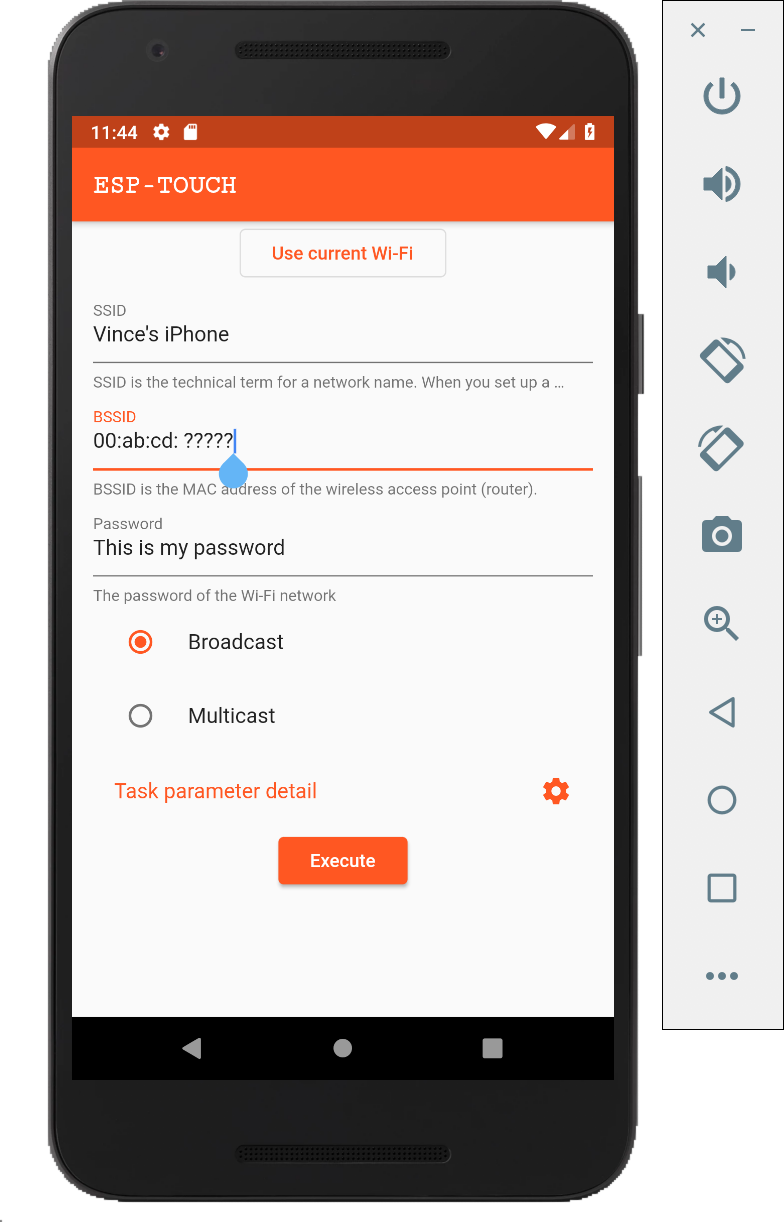 11:44
ESP-TOUCH
Use current Wi-Fi
SSID
Vince's iPhone
SSID is the technical term for a network name. When you set up a ...
BSSID
00:ab:cd: ?????
BSSID is the MAC address of the wireless access point (router).
Password
This is my password
The password of the Wi-Fi network
Broadcast
Multicast
Task parameter detail
Execute